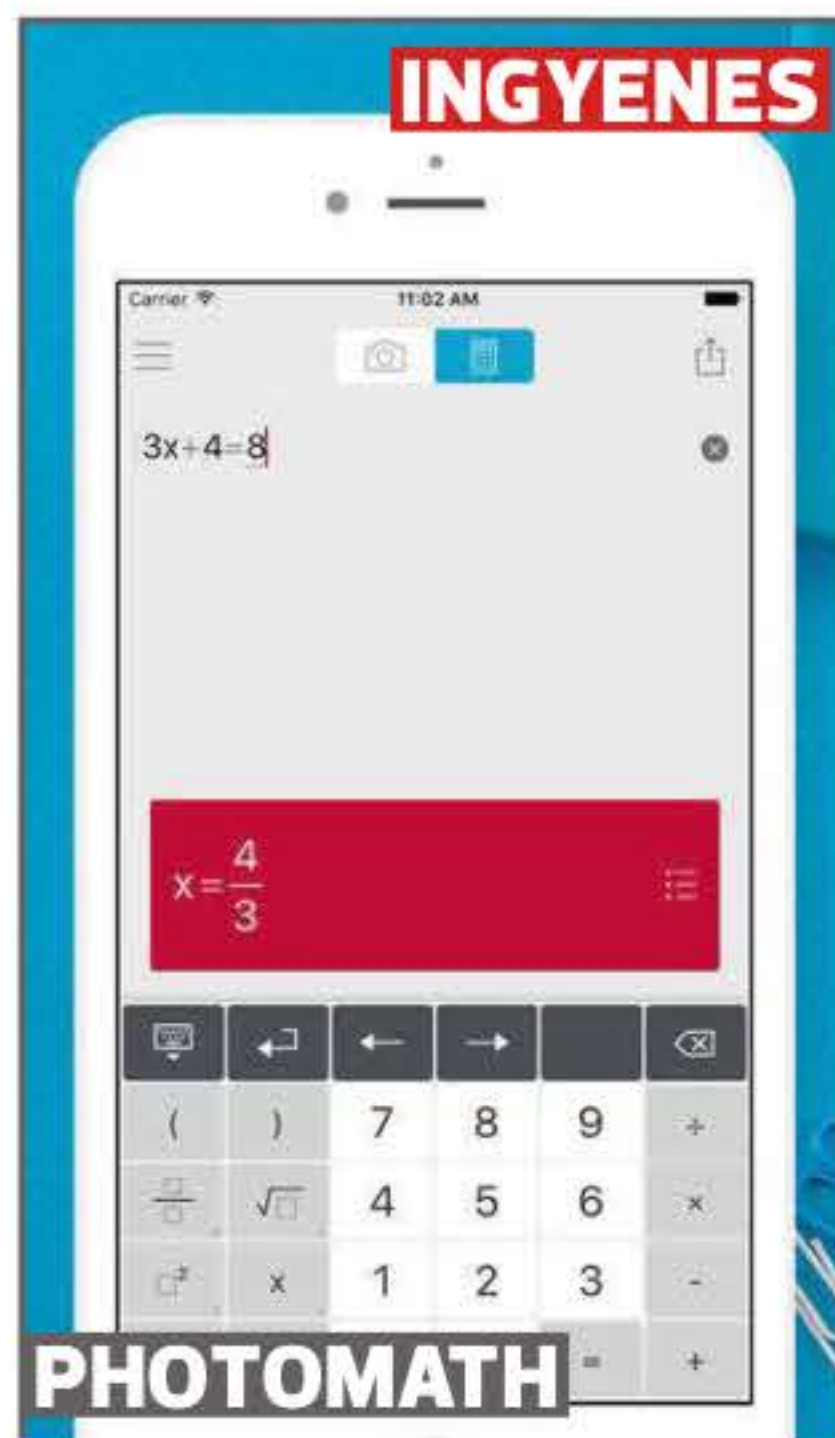 INGYENES
Carrier 11:02 AM
3x+4=8
x=4/3
( ) 7 8 9 ÷
√ 4 5 6 ×
2 x 1 2 3 -
= +
PHOTOMATH